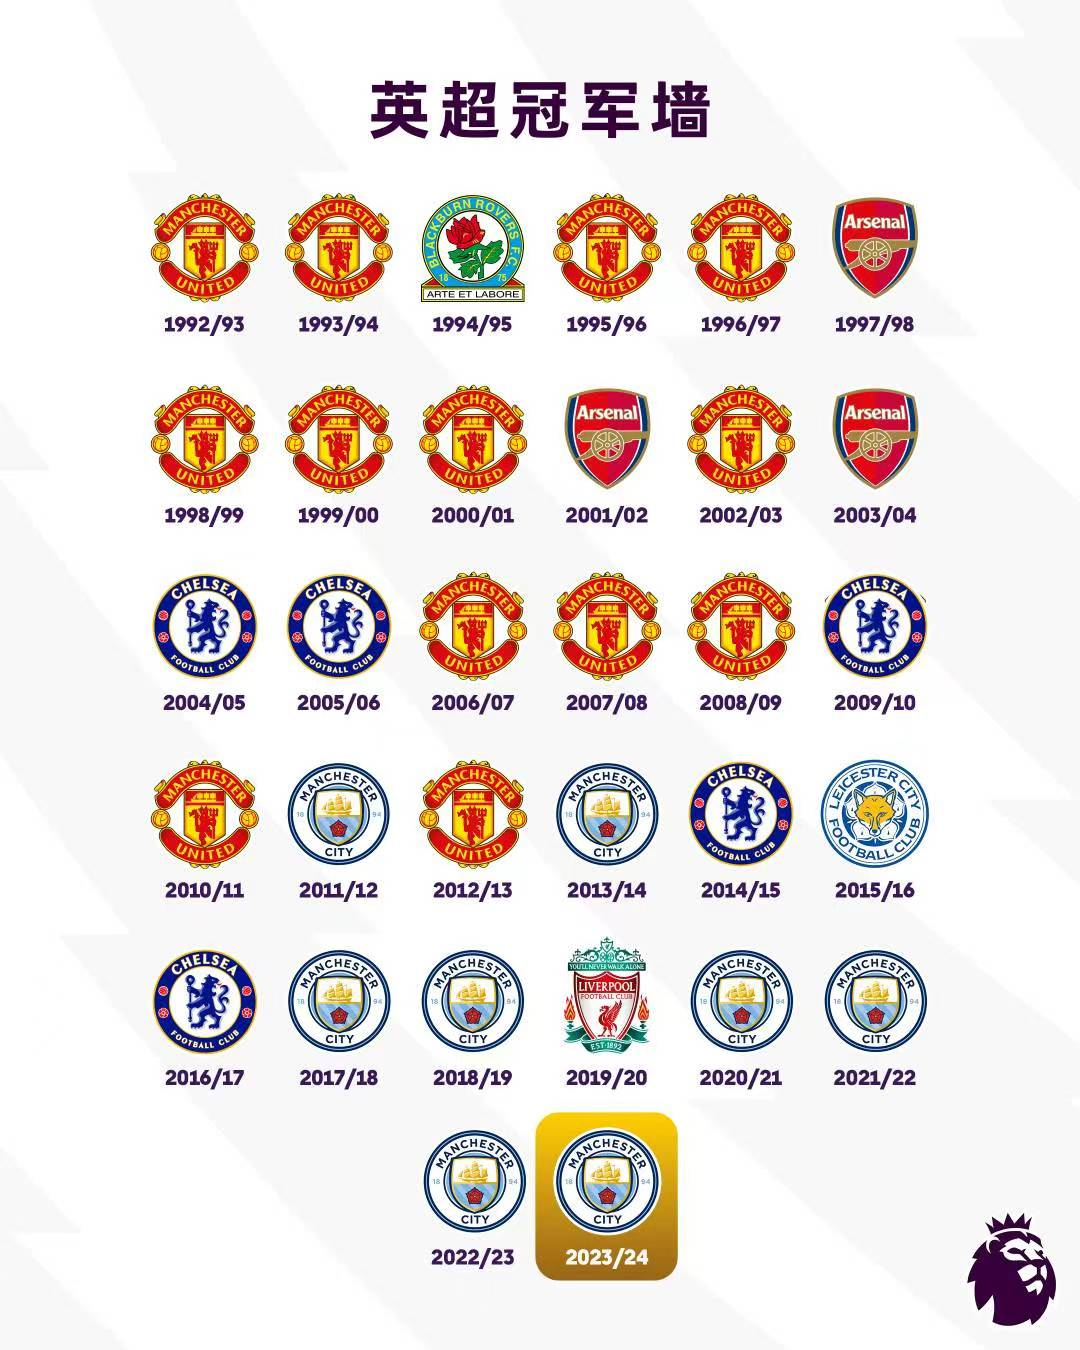 英超冠军墙
MANCHESTER UNITED MANCHESTER UNITED BLACKBURN ROVERS F.C. 18 75 ARTE ET LABORE MANCHESTER UNITED MANCHESTER UNITED Arsenal
1992/93 1993/94 1994/95 1995/96 1996/97 1997/98
MANCHESTER UNITED MANCHESTER UNITED MANCHESTER UNITED Arsenal MANCHESTER UNITED Arsenal
1998/99 1999/00 2000/01 2001/02 2002/03 2003/04
CHELSEA FOOTBALL CLUB CHELSEA FOOTBALL CLUB MANCHESTER UNITED MANCHESTER UNITED MANCHESTER UNITED CHELSEA FOOTBALL CLUB
2004/05 2005/06 2006/07 2007/08 2008/09 2009/10
MANCHESTER UNITED MANCHESTER 18 94 CITY MANCHESTER UNITED MANCHESTER 18 94 CITY CHELSEA FOOTBALL CLUB LEICESTER CITY FOOTBALL CLUB
2010/11 2011/12 2012/13 2013/14 2014/15 2015/16
CHELSEA FOOTBALL CLUB MANCHESTER 18 94 CITY MANCHESTER 18 94 CITY YOU'LL NEVER WALK ALONE LIVERPOOL FOOTBALL CLUB EST·1892 MANCHESTER 18 94 CITY MANCHESTER 18 94 CITY
2016/17 2017/18 2018/19 2019/20 2020/21 2021/22
MANCHESTER 18 94 CITY MANCHESTER 18 94 CITY
2022/23 2023/24